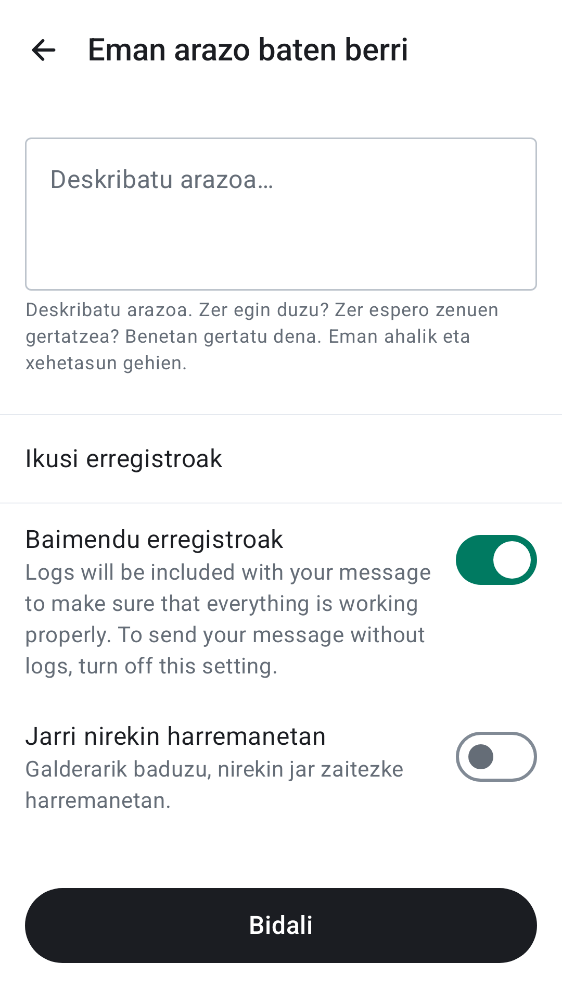 Eman arazo baten berri
Deskribatu arazoa…
Deskribatu arazoa. Zer egin duzu? Zer espero zenuen
gertatzea? Benetan gertatu dena. Eman ahalik eta
xehetasun gehien.
Ikusi erregistroak
Baimendu erregistroak
Logs will be included with your message
to make sure that everything is working
properly. To send your message without
logs, turn off this setting.
Jarri nirekin harremanetan
Galderarik baduzu, nirekin jar zaitezke
harremanetan.
Bidali